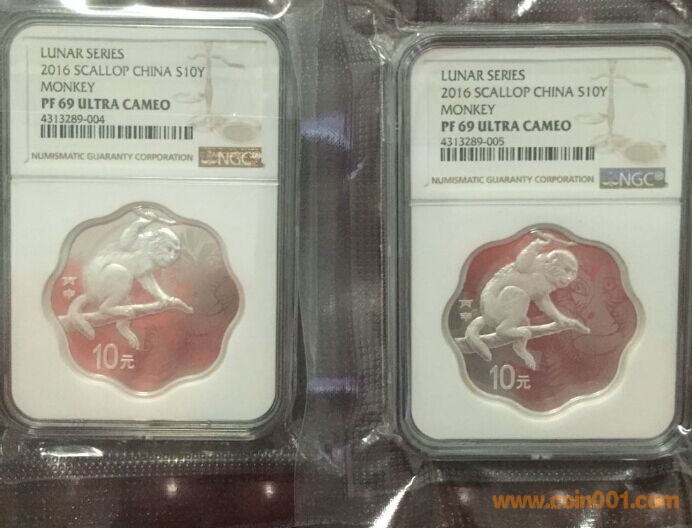 LUNAR SERIES
2016 SCALLOP CHINA S10Y
MONKEY
PF 69 ULTRA CAMEO
4313289-004
NUMISMATIC GUARANTY CORPORATION
NGC
丙申
10元
LUNAR SERIES
2016 SCALLOP CHINA S10Y
MONKEY
PF 69 ULTRA CAMEO
4313289-005
NUMISMATIC GUARANTY CORPORATION
NGC
丙申
10元
www.coin001.com